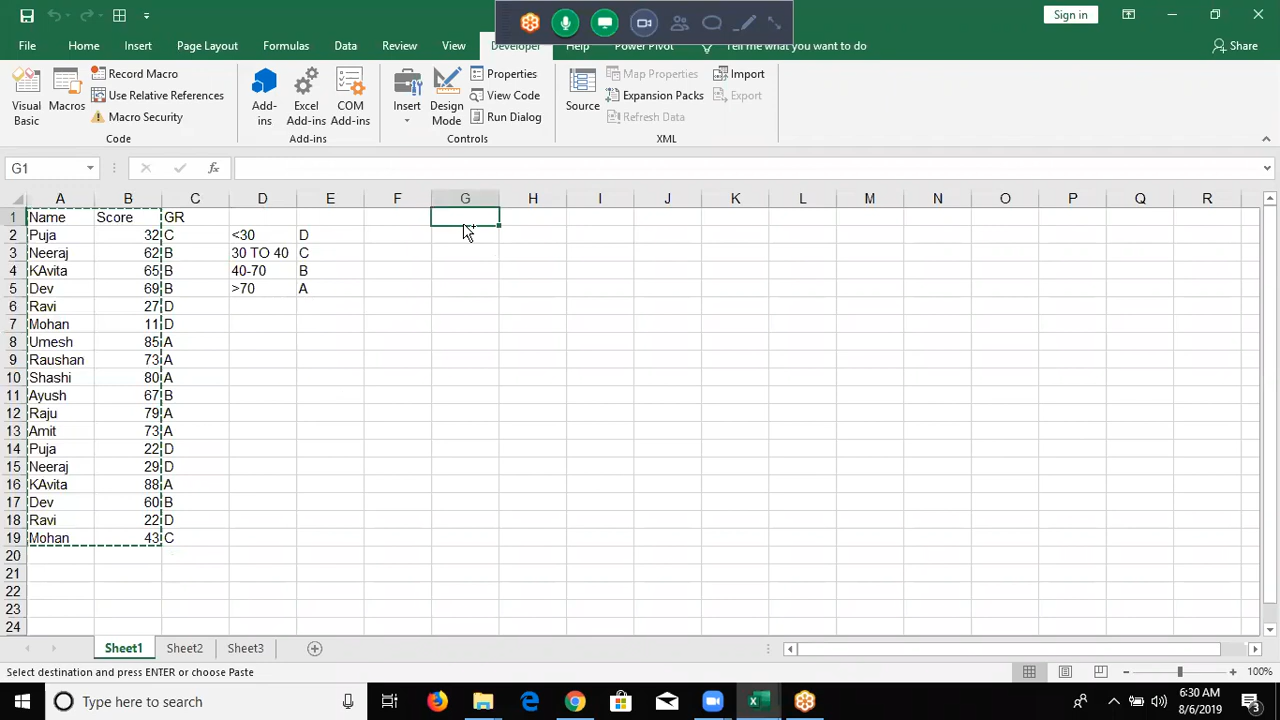 Sign in
File Home Insert Page Layout Formulas Data Review View Developer Help Power Pivot Tell me what you want to do Share
Visual Basic
Macros
Record Macro
Use Relative References
Macro Security
Code
Add-ins
Excel Add-ins
COM Add-ins
Add-ins
Insert
Design Mode
Properties
View Code
Run Dialog
Controls
Source
Map Properties
Expansion Packs
Refresh Data
Import
Export
XML
G1 fx
A B C D E F G H I J K L M N O P Q R
1 Name Score GR
2 Puja 32 C <30 D
3 Neeraj 62 B 30 TO 40 C
4 KAvita 65 B 40-70 B
5 Dev 69 B >70 A
6 Ravi 27 D
7 Mohan 11 D
8 Umesh 85 A
9 Raushan 73 A
10 Shashi 80 A
11 Ayush 67 B
12 Raju 79 A
13 Amit 73 A
14 Puja 22 D
15 Neeraj 29 D
16 KAvita 88 A
17 Dev 60 B
18 Ravi 22 D
19 Mohan 43 C
20
21
22
23
24
Sheet1 Sheet2 Sheet3
Select destination and press ENTER or choose Paste 100%
Type here to search
6:30 AM
8/6/2019
3